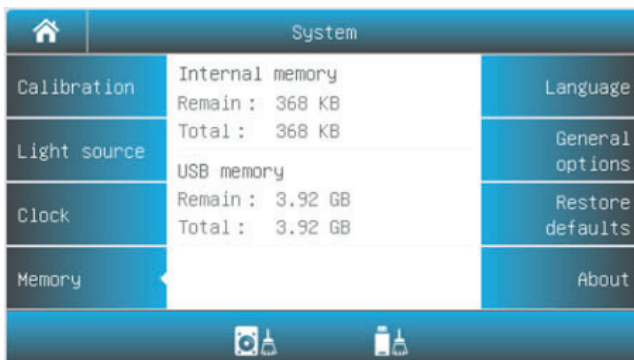 System
Calibration
Light source
Clock
Memory
Internal memory
Remain: 368 KB
Total: 368 KB
USB memory
Remain: 3.92 GB
Total: 3.92 GB
Language
General
options
Restore
defaults
About